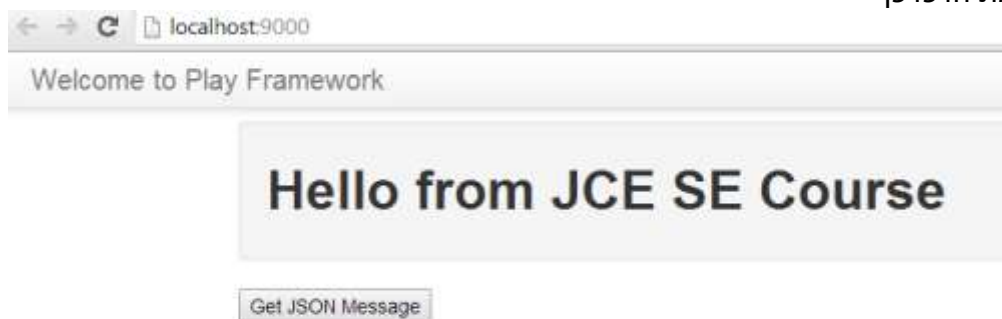 localhost:9000
Welcome to Play Framework
Hello from JCE SE Course
Get JSON Message